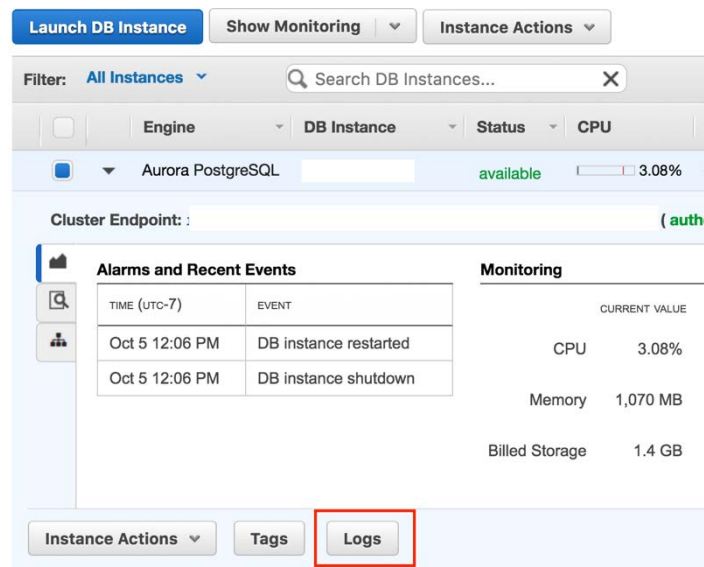 Launch DB Instance Show Monitoring Instance Actions
Filter: All Instances Search DB Instances...
Engine DB Instance Status CPU
Aurora PostgreSQL available 3.08%
Cluster Endpoint: ( auth
Alarms and Recent Events Monitoring
TIME (UTC-7) EVENT CURRENT VALUE
Oct 5 12:06 PM DB instance restarted CPU 3.08%
Oct 5 12:06 PM DB instance shutdown
Memory 1,070 MB
Billed Storage 1.4 GB
Instance Actions Tags Logs